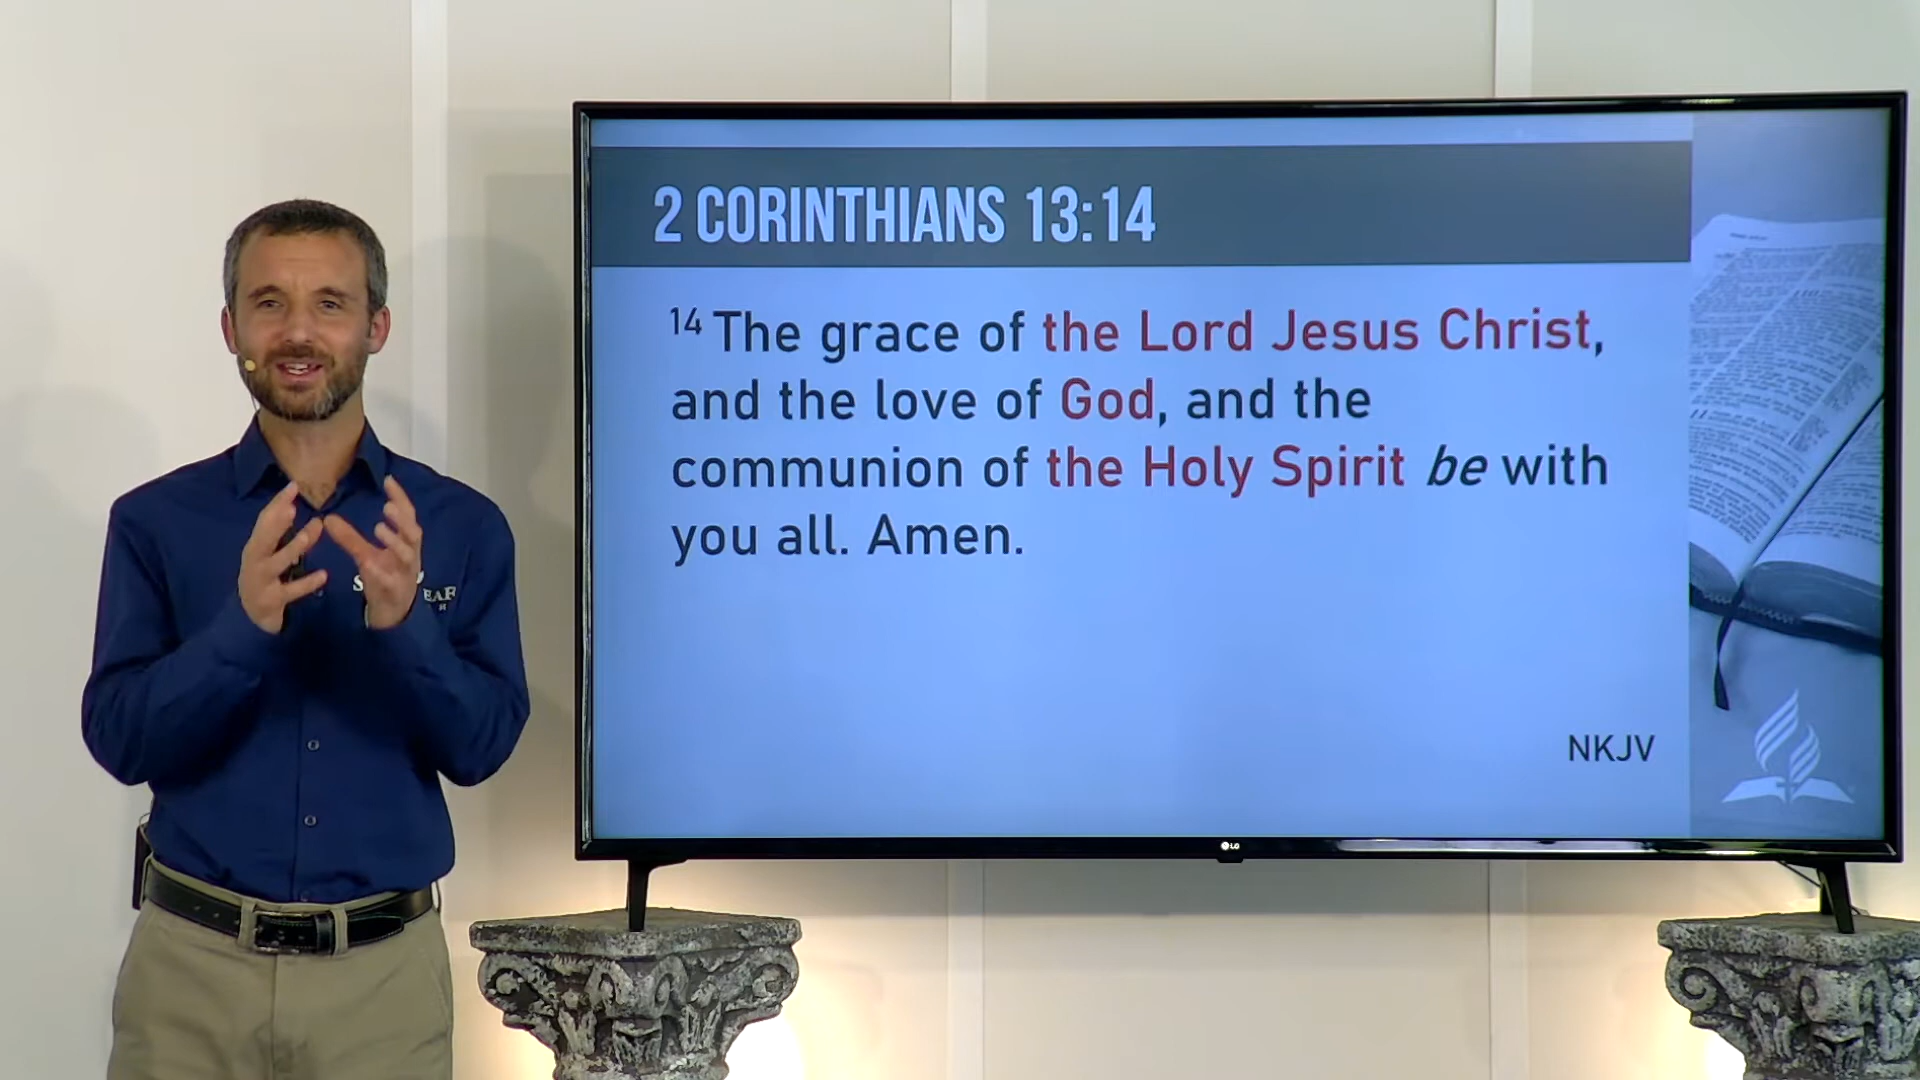 2 CORINTHIANS 13:14
14 The grace of the Lord Jesus Christ,
and the love of God, and the
communion of the Holy Spirit be with
you all. Amen.
NKJV
LG